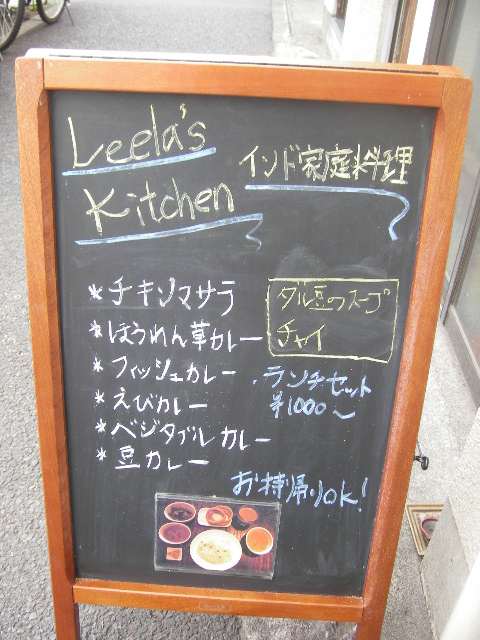 Leela's
Kitchen
インド家庭料理
*チキンマサラ
*ほうれん草カレー
*フィッシュカレー
*えびカレー
*ベジタブルカレー
*豆カレー
ダル豆のスープ
チャイ
・ランチセット
¥1000〜
お持帰りok!